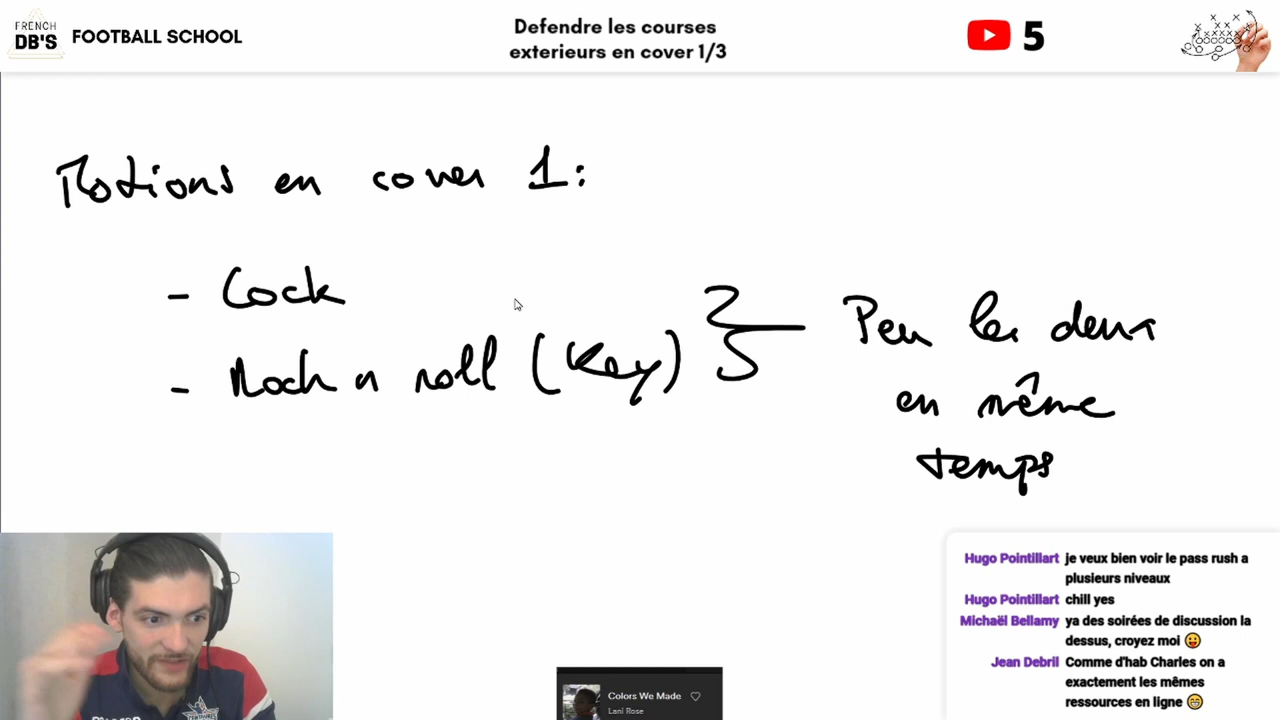 FRENCH
DB'S
FOOTBALL SCHOOL
Defendre les courses
exterieurs en cover 1/3
5
Motions en cover 1:
- Lock
- Rock n roll (Key)
Peu les deux
en même
temps
Hugo Pointillart je veux bien voir le pass rush a
plusieurs niveaux
Hugo Pointillart chill yes
Michaël Bellamy ya des soirées de discussion la
dessus, croyez moi 😛
Jean Debril Comme d'hab Charles on a
exactement les mêmes
ressources en ligne 😁
Colors We Made
Lani Rose